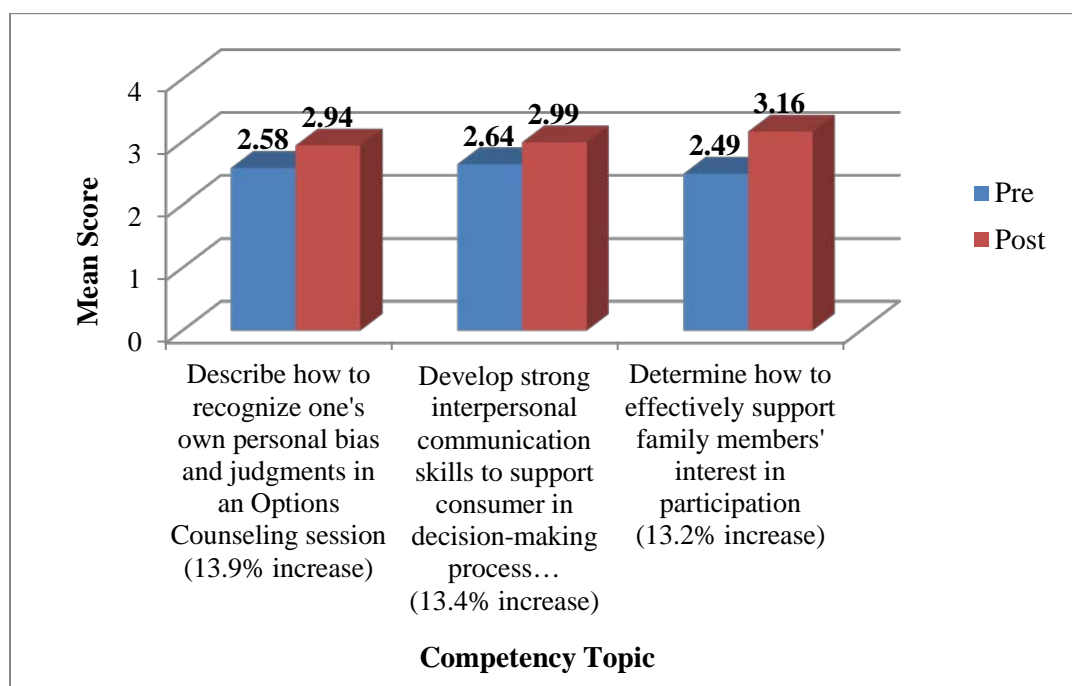 4
3
2
1
0
Mean Score
2.58
2.94
2.64
2.99
2.49
3.16
Pre
Post
Describe how to
recognize one's
own personal bias
and judgments in
an Options
Counseling session
(13.9% increase)
Develop strong
interpersonal
communication
skills to support
consumer in
decision-making
process…
(13.4% increase)
Determine how to
effectively support
family members'
interest in
participation
(13.2% increase)
Competency Topic